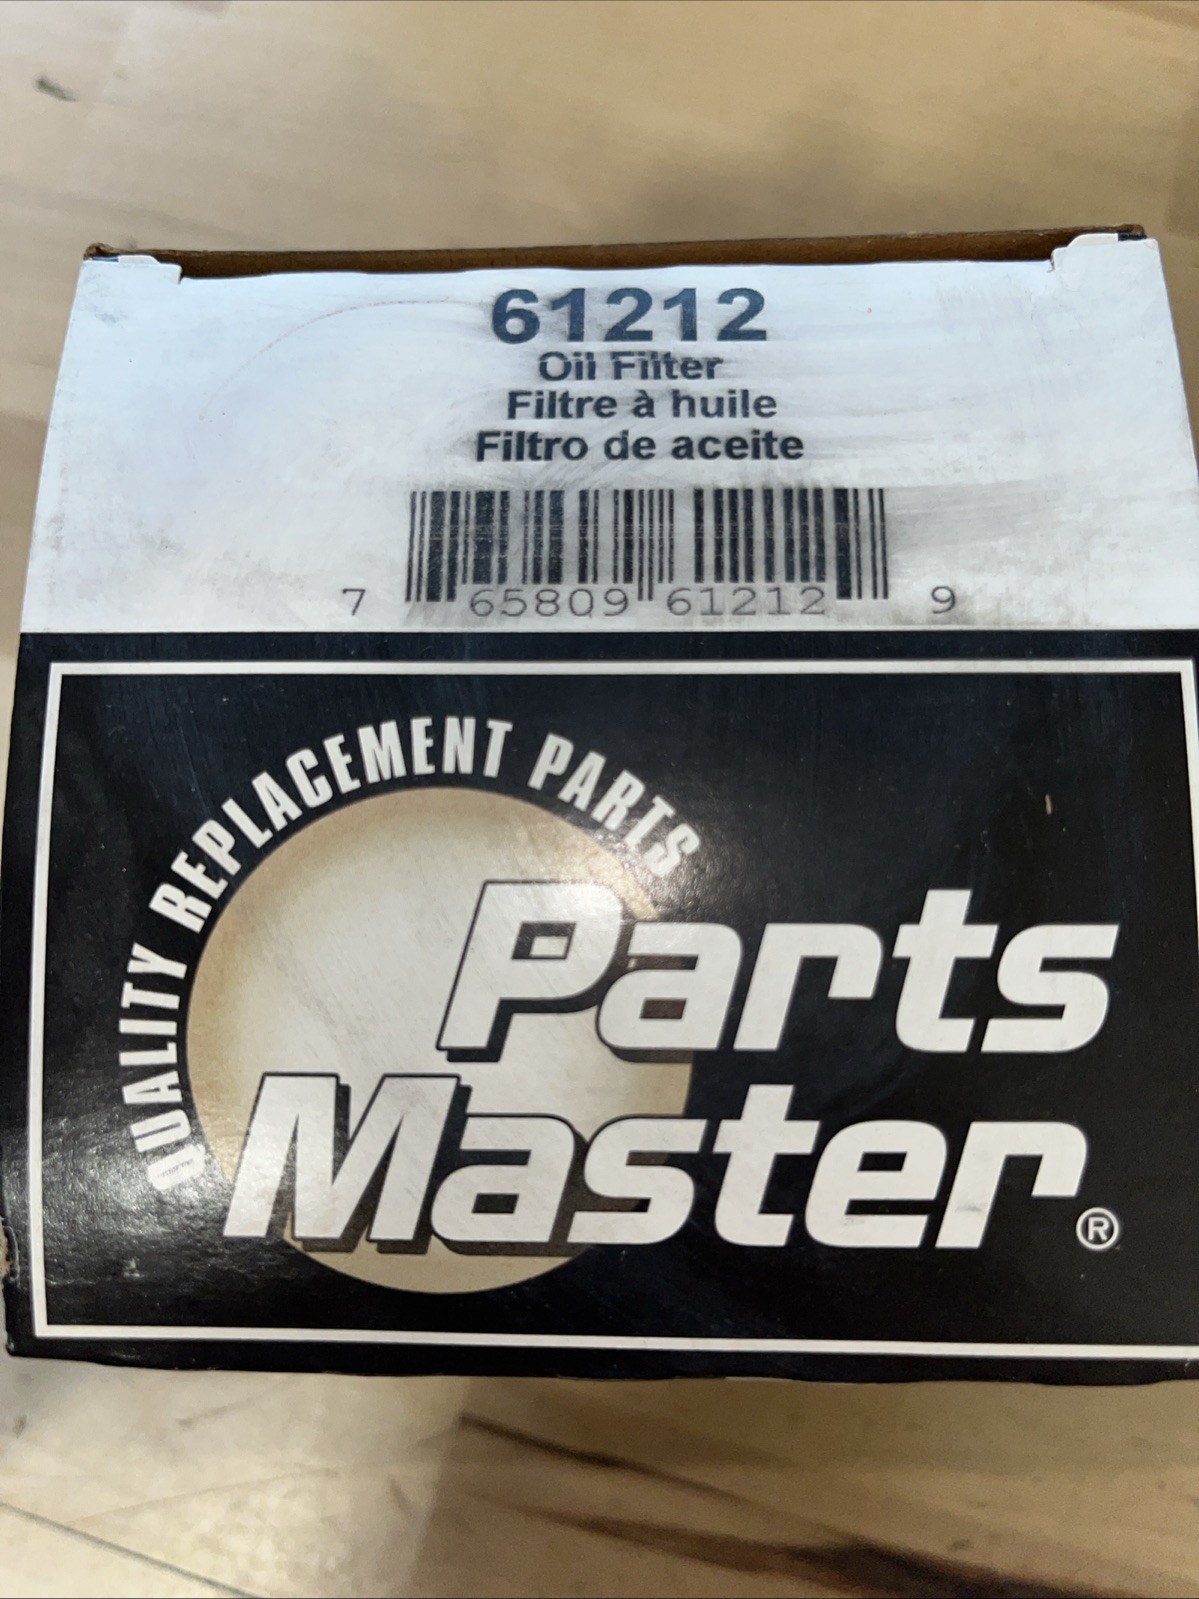 61212
Oil Filter
Filtre à huile
Filtro de aceite
7 65809 61212 9
QUALITY REPLACEMENT PARTS
Parts
Master®